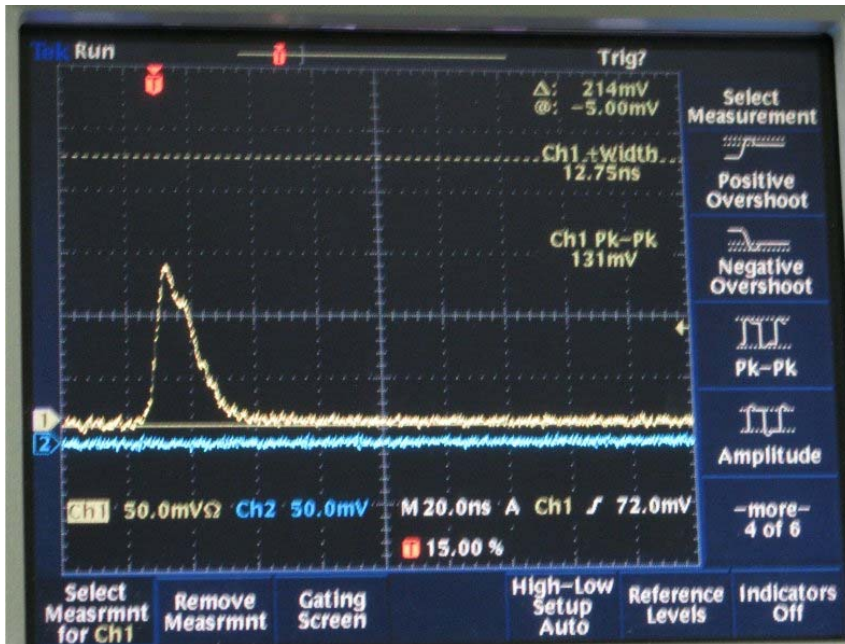 Tek Run
Trig?
T
T
Δ: 214mV
@: -5.00mV
Ch1 +Width
12.75ns
Ch1 Pk-Pk
131mV
1
2
Ch1 50.0mVΩ Ch2 50.0mV M 20.0ns A Ch1 ∫ 72.0mV
T 15.00 %
Select
Measurement
Positive
Overshoot
Negative
Overshoot
Pk-Pk
Amplitude
-more-
4 of 6
Select
Measrmnt
for Ch1
Remove
Measrmnt
Gating
Screen
High-Low
Setup
Auto
Reference
Levels
Indicators
Off